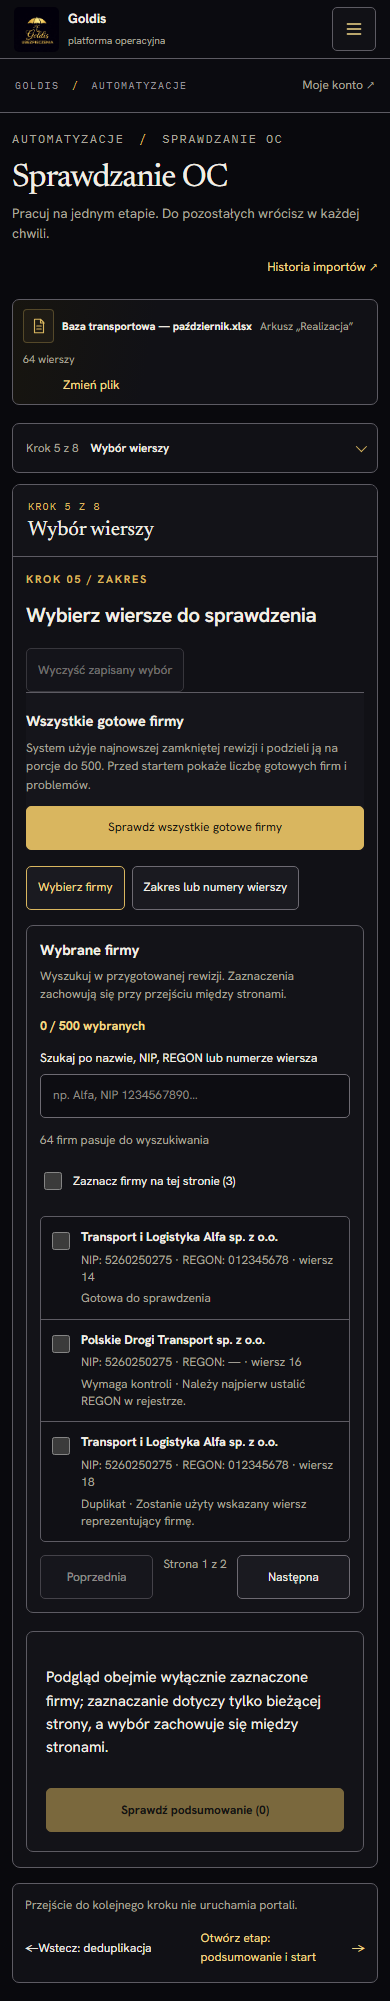 Goldis
Goldis
UBEZPIECZENIA
platforma operacyjna
GOLDIS / AUTOMATYZACJE
Moje konto ↗
AUTOMATYZACJE / SPRAWDZANIE OC
Sprawdzanie OC
Pracuj na jednym etapie. Do pozostałych wrócisz w każdej
chwili.
Historia importów ↗
Baza transportowa — październik.xlsx Arkusz „Realizacja”
64 wierszy
Zmień plik
Krok 5 z 8 Wybór wierszy
KROK 5 Z 8
Wybór wierszy
KROK 05 / ZAKRES
Wybierz wiersze do sprawdzenia
Wyczyść zapisany wybór
Wszystkie gotowe firmy
System użyje najnowszej zamkniętej rewizji i podzieli ją na
porcje do 500. Przed startem pokaże liczbę gotowych firm i
problemów.
Sprawdź wszystkie gotowe firmy
Wybierz firmy
Zakres lub numery wierszy
Wybrane firmy
Wyszukuj w przygotowanej rewizji. Zaznaczenia
zachowują się przy przejściu między stronami.
0 / 500 wybranych
Szukaj po nazwie, NIP, REGON lub numerze wiersza
np. Alfa, NIP 1234567890...
64 firm pasuje do wyszukiwania
Zaznacz firmy na tej stronie (3)
Transport i Logistyka Alfa sp. z o.o.
NIP: 5260250275 · REGON: 012345678 · wiersz
14
Gotowa do sprawdzenia
Polskie Drogi Transport sp. z o.o.
NIP: 5260250275 · REGON: — · wiersz 16
Wymaga kontroli · Należy najpierw ustalić
REGON w rejestrze.
Transport i Logistyka Alfa sp. z o.o.
NIP: 5260250275 · REGON: 012345678 · wiersz
18
Duplikat · Zostanie użyty wskazany wiersz
reprezentujący firmę.
Poprzednia
Strona 1 z 2
Następna
Podgląd obejmie wyłącznie zaznaczone
firmy; zaznaczanie dotyczy tylko bieżącej
strony, a wybór zachowuje się między
stronami.
Sprawdź podsumowanie (0)
Przejście do kolejnego kroku nie uruchamia portali.
←Wstecz: deduplikacja
Otwórz etap:
podsumowanie i start →